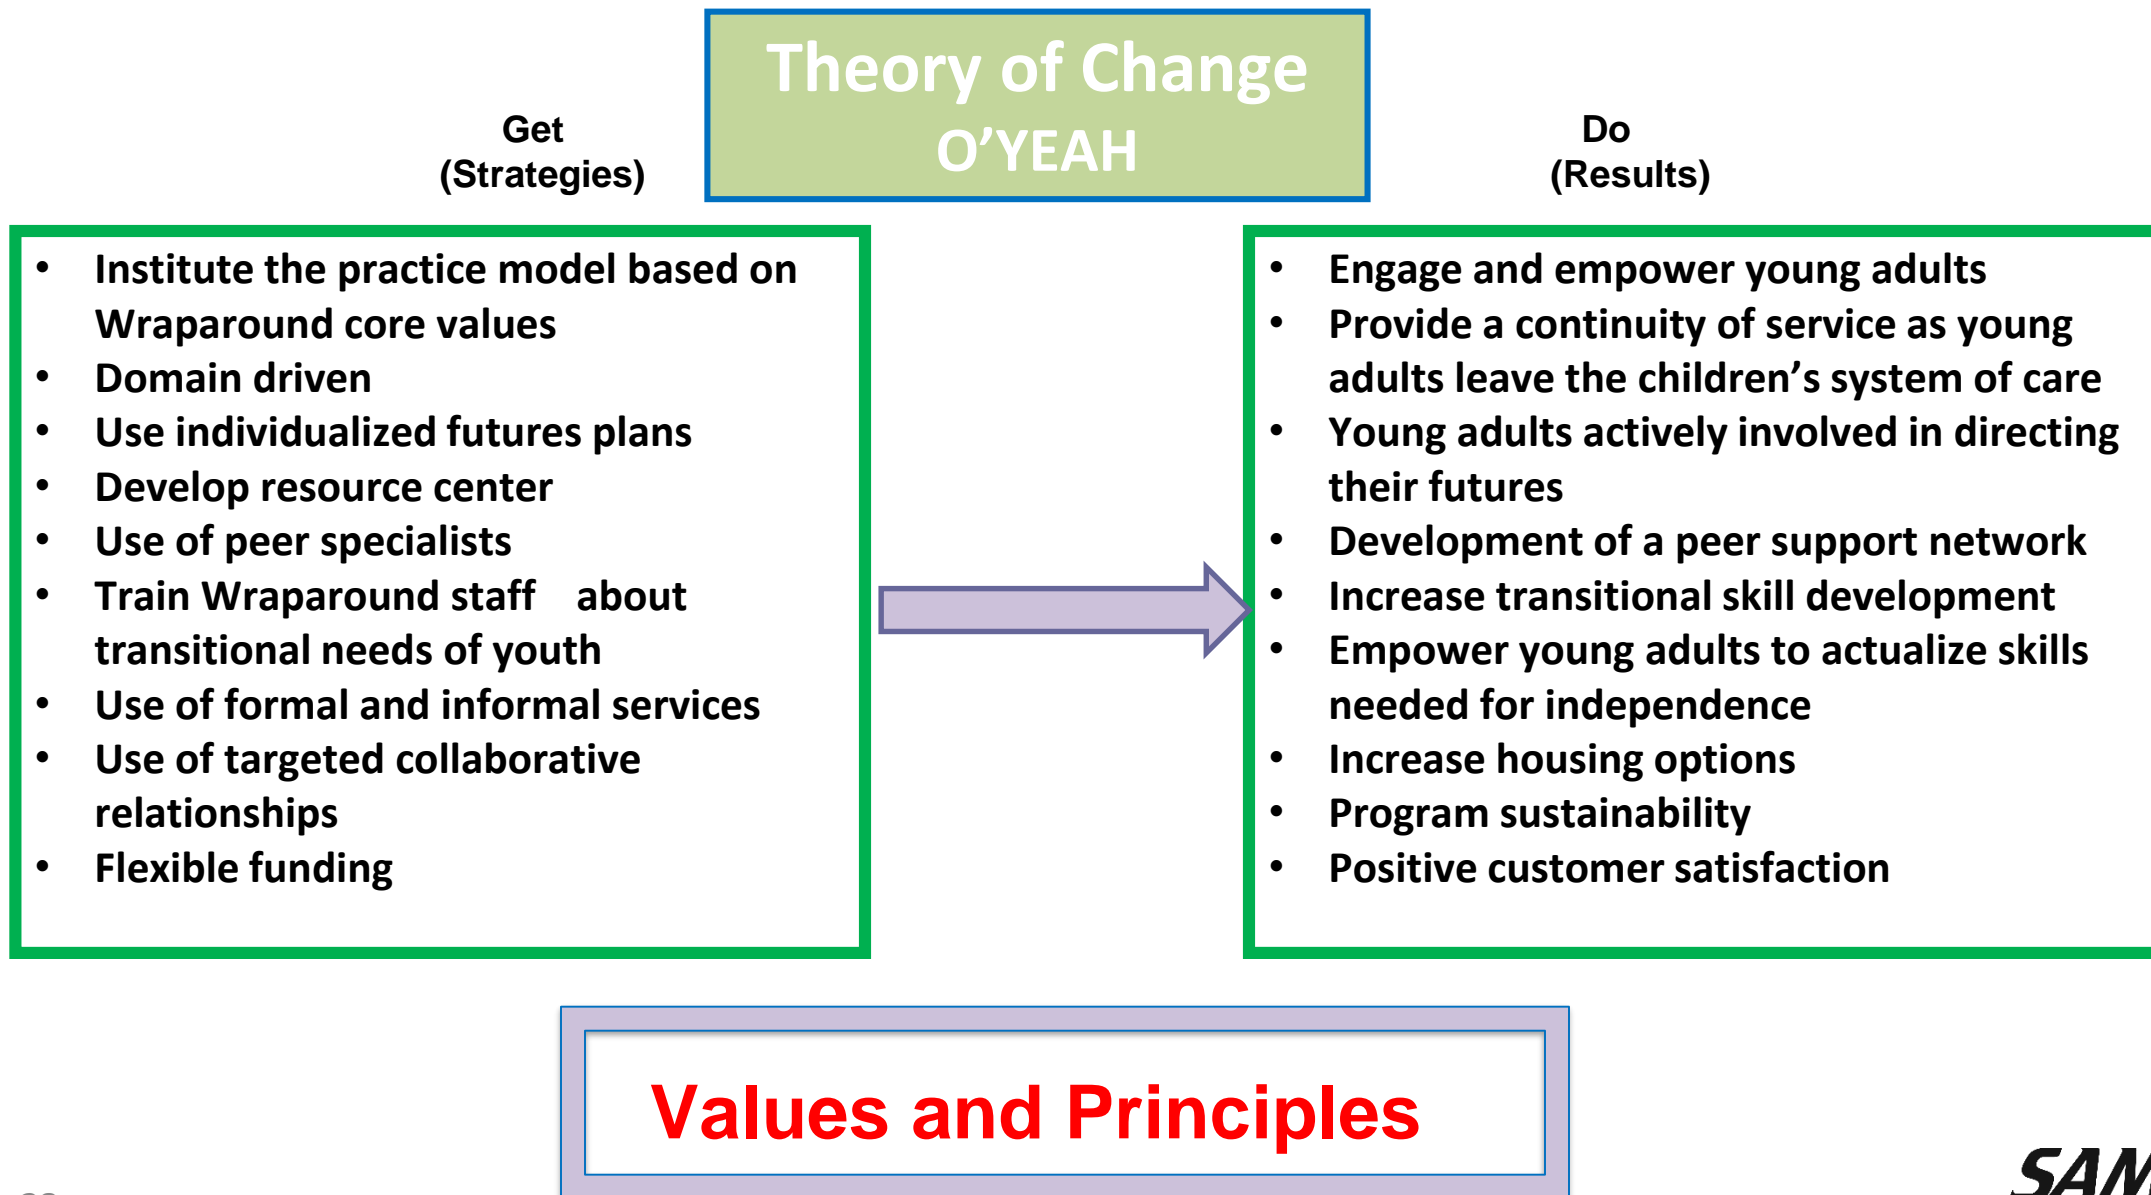 Theory of Change
O’YEAH
Get
(Strategies)
Do
(Results)
• Institute the practice model based on
Wraparound core values
• Domain driven
• Use individualized futures plans
• Develop resource center
• Use of peer specialists
• Train Wraparound staff about
transitional needs of youth
• Use of formal and informal services
• Use of targeted collaborative
relationships
• Flexible funding
• Engage and empower young adults
• Provide a continuity of service as young
adults leave the children’s system of care
• Young adults actively involved in directing
their futures
• Development of a peer support network
• Increase transitional skill development
• Empower young adults to actualize skills
needed for independence
• Increase housing options
• Program sustainability
• Positive customer satisfaction
Values and Principles